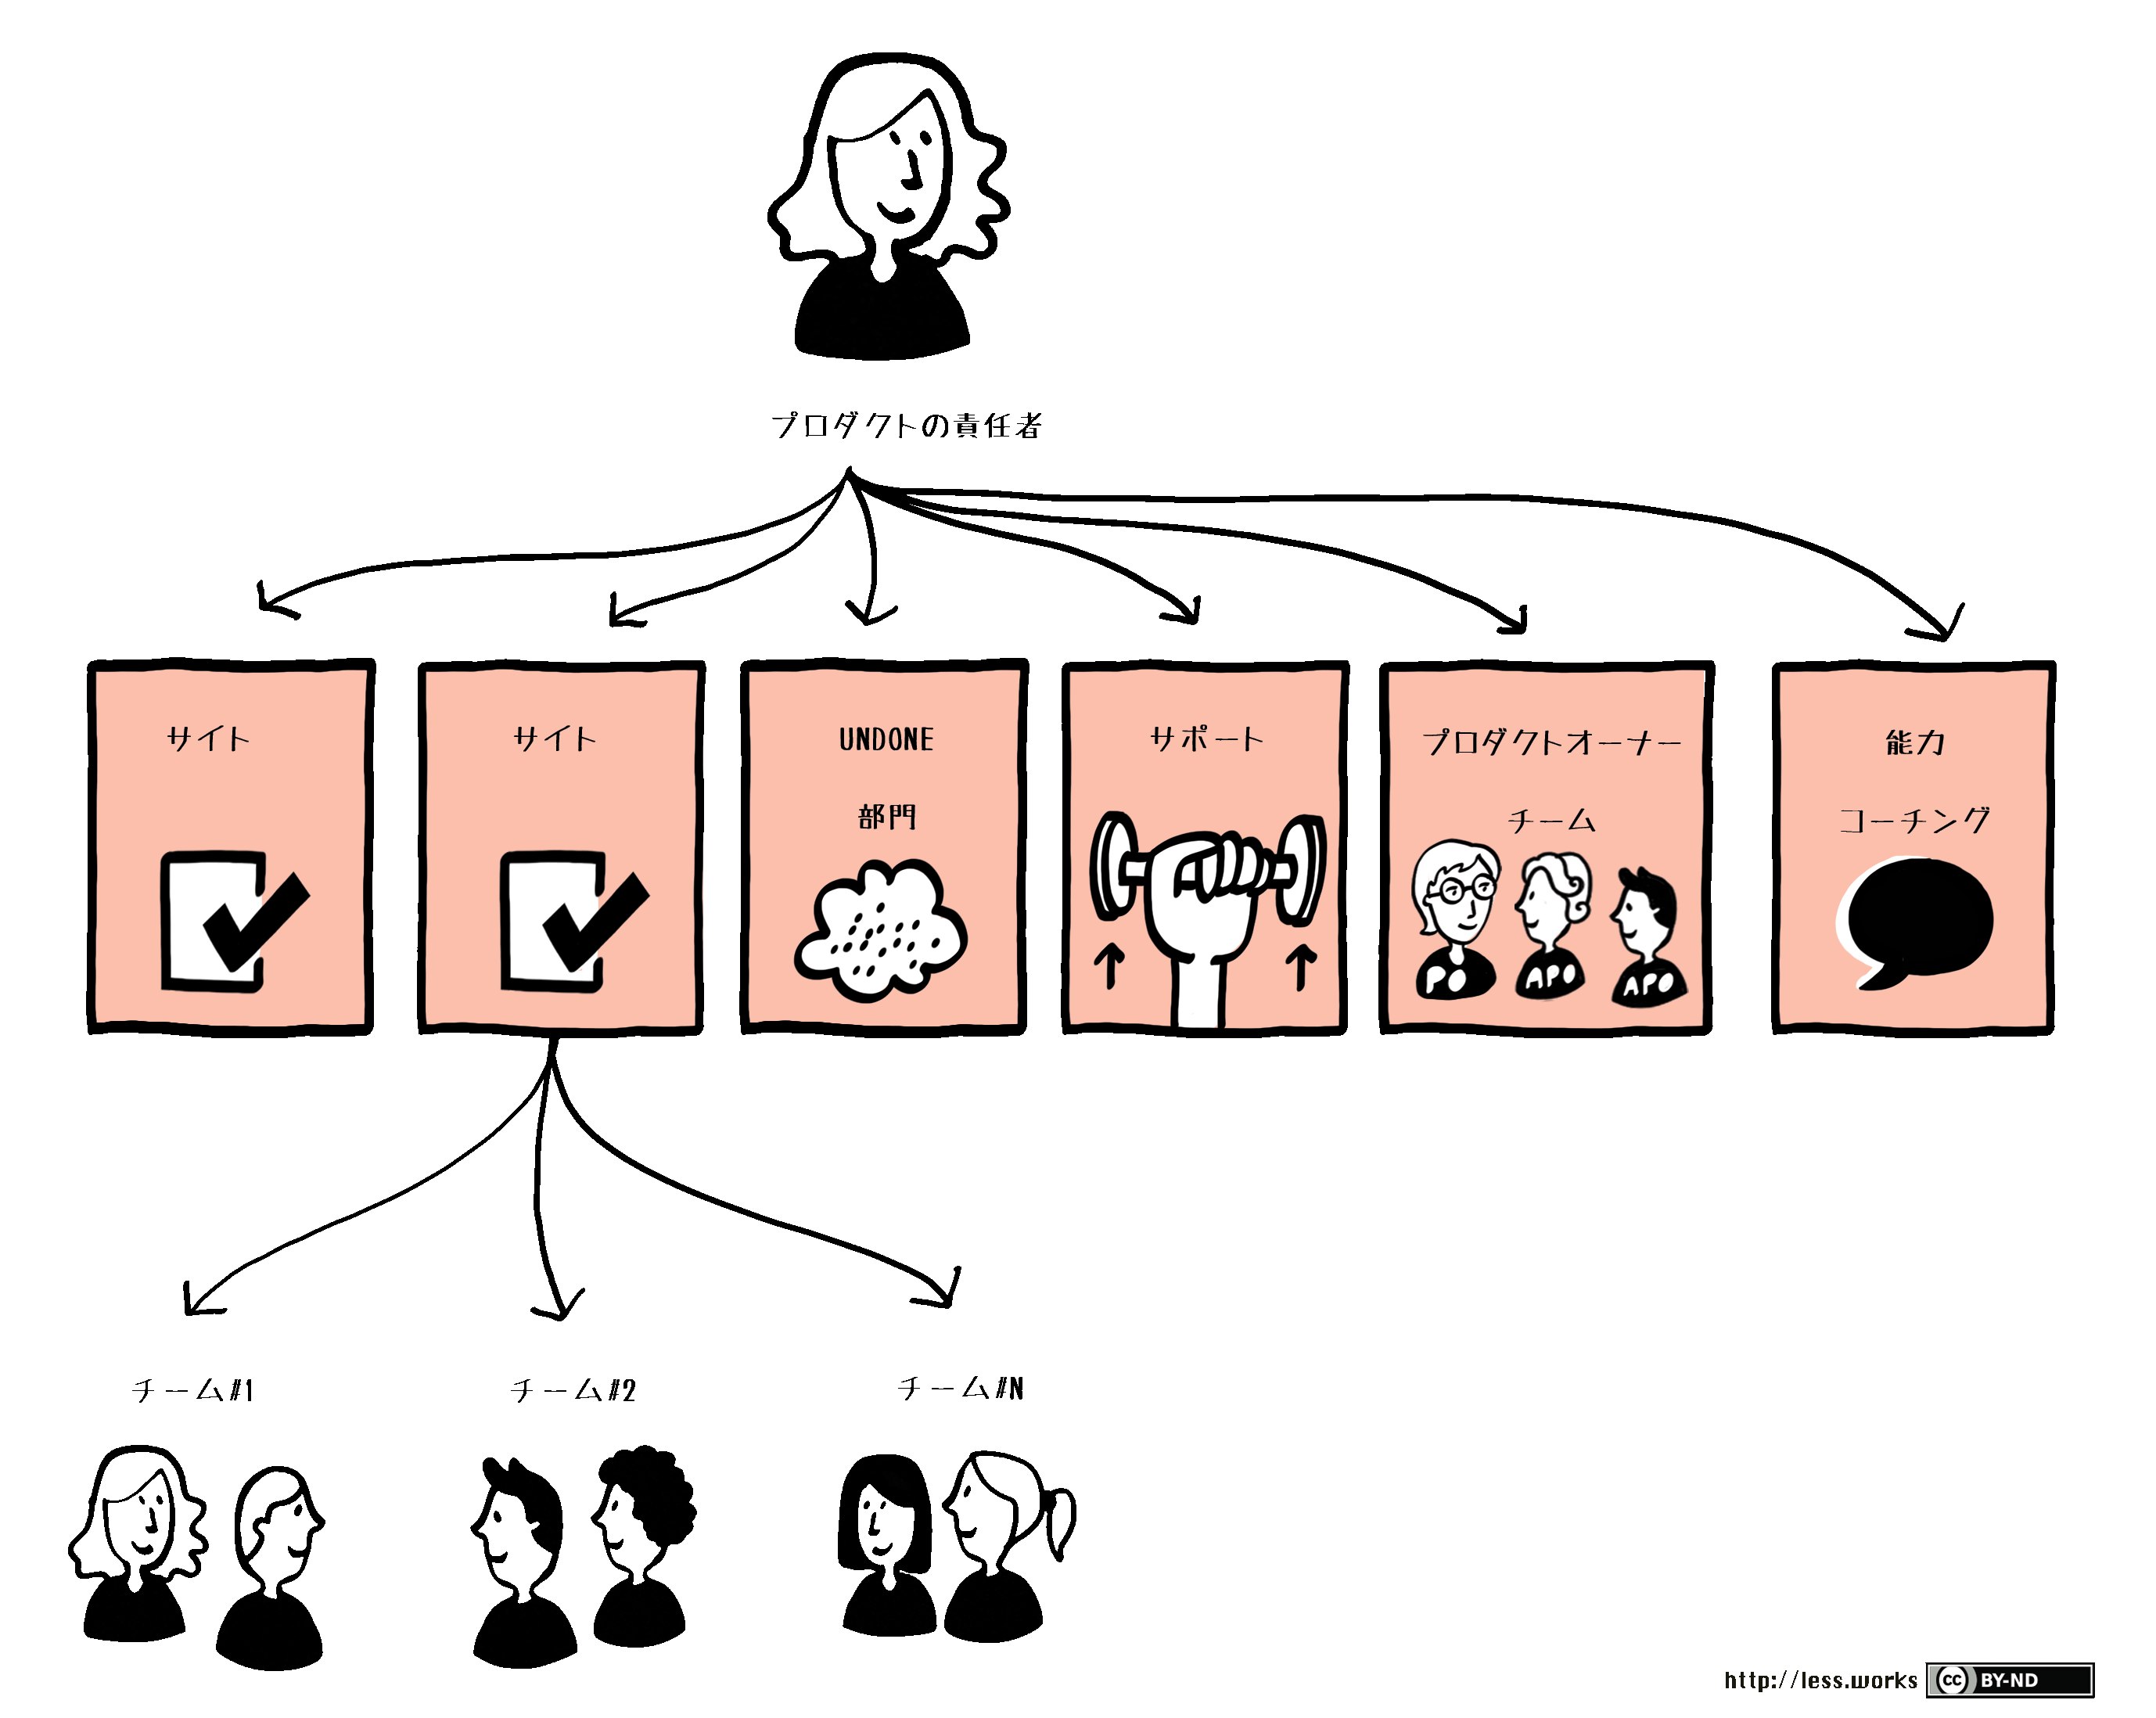 プロダクトの責任者
サイト
サイト
UNDONE
部門
サポート
プロダクトオーナー
チーム
PO
APO
APO
能力
コーチング
チーム#1
チーム#2
チーム#N
http://less.works
cc BY-ND